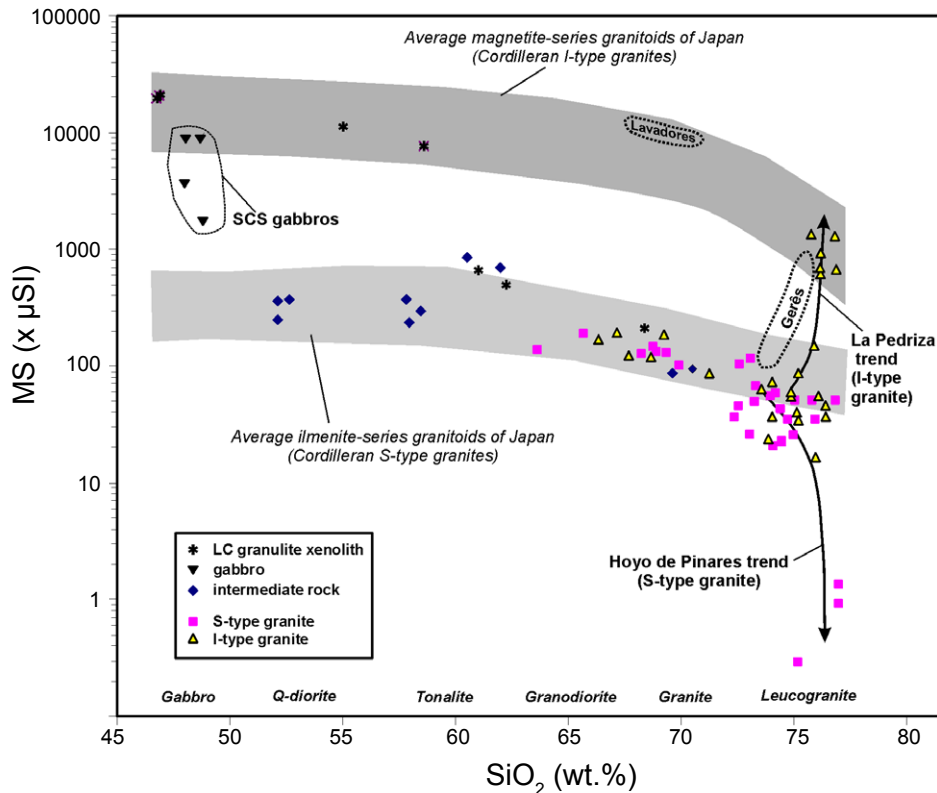 100000
10000
1000
100
10
1
MS (x µSI)
Average magnetite-series granitoids of Japan
(Cordilleran I-type granites)
Lavadores
SCS gabbros
Gerês
La Pedriza
trend
(I-type
granite)
Average ilmenite-series granitoids of Japan
(Cordilleran S-type granites)
Hoyo de Pinares trend
(S-type granite)
LC granulite xenolith
gabbro
intermediate rock
S-type granite
I-type granite
Gabbro Q-diorite Tonalite Granodiorite Granite Leucogranite
45 50 55 60 65 70 75 80
SiO₂ (wt.%)